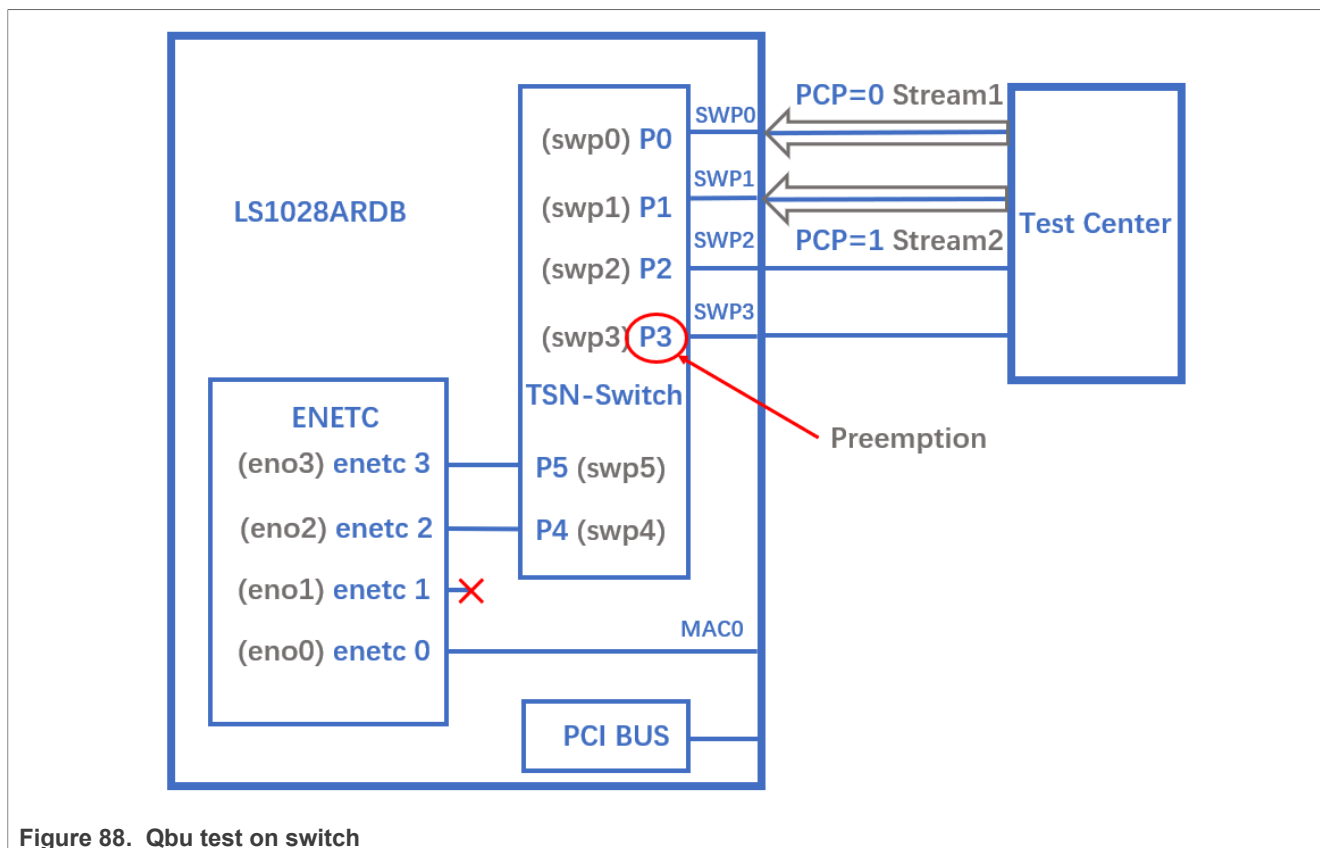 PCP=0 Stream1
SWP0
(swp0) P0
SWP1
(swp1) P1
LS1028ARDB
Test Center
SWP2
PCP=1 Stream2
(swp2) P2
SWP3
(swp3) P3
TSN-Switch
ENETC
Preemption
(eno3) enetc 3
P5 (swp5)
(eno2) enetc 2
P4 (swp4)
(eno1) enetc 1
MAC0
(eno0) enetc 0
PCI BUS
Figure 88. Qbu test on switch